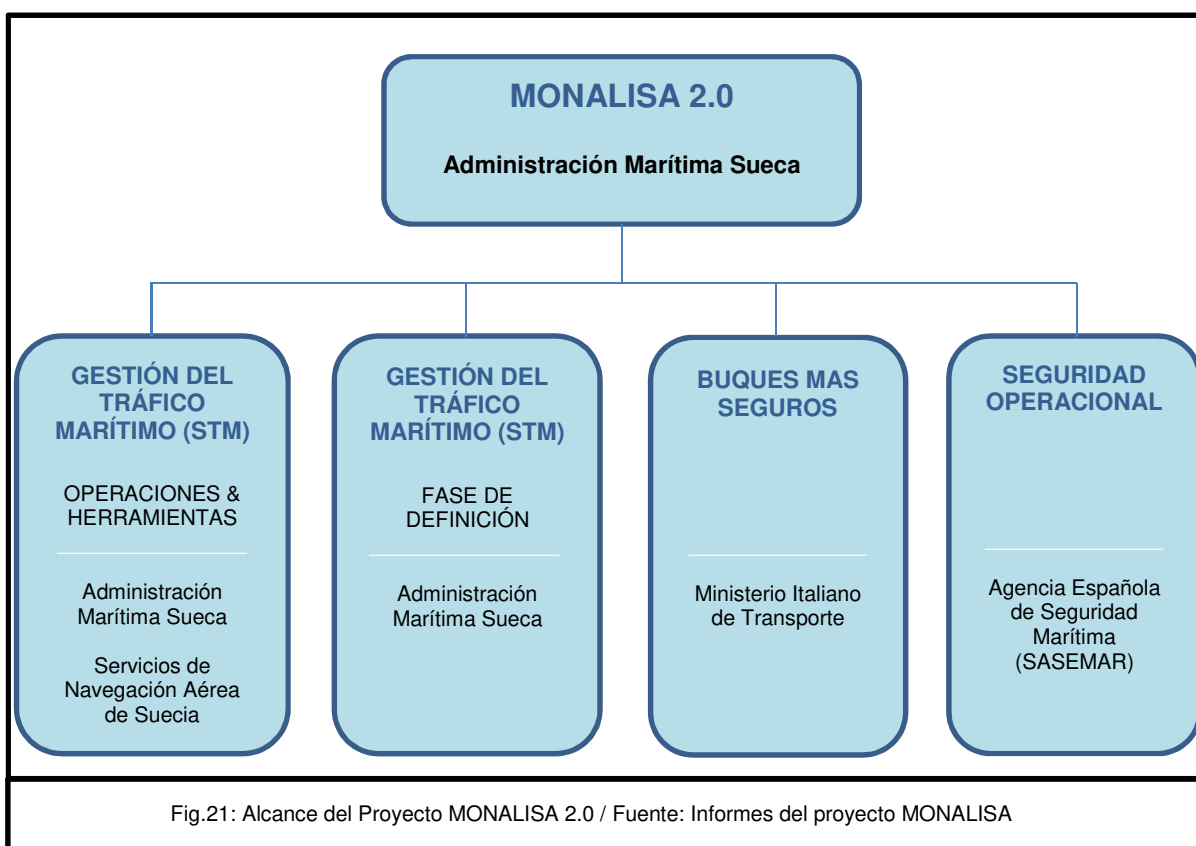 MONALISA 2.0
Administración Marítima Sueca
GESTIÓN DEL
TRÁFICO
MARÍTIMO (STM)
OPERACIONES &
HERRAMIENTAS
Administración
Marítima Sueca
Servicios de
Navegación Aérea
de Suecia
GESTIÓN DEL
TRÁFICO
MARÍTIMO (STM)
FASE DE
DEFINICIÓN
Administración
Marítima Sueca
BUQUES MAS
SEGUROS
Ministerio Italiano
de Transporte
SEGURIDAD
OPERACIONAL
Agencia Española
de Seguridad
Marítima
(SASEMAR)
Fig.21: Alcance del Proyecto MONALISA 2.0 / Fuente: Informes del proyecto MONALISA